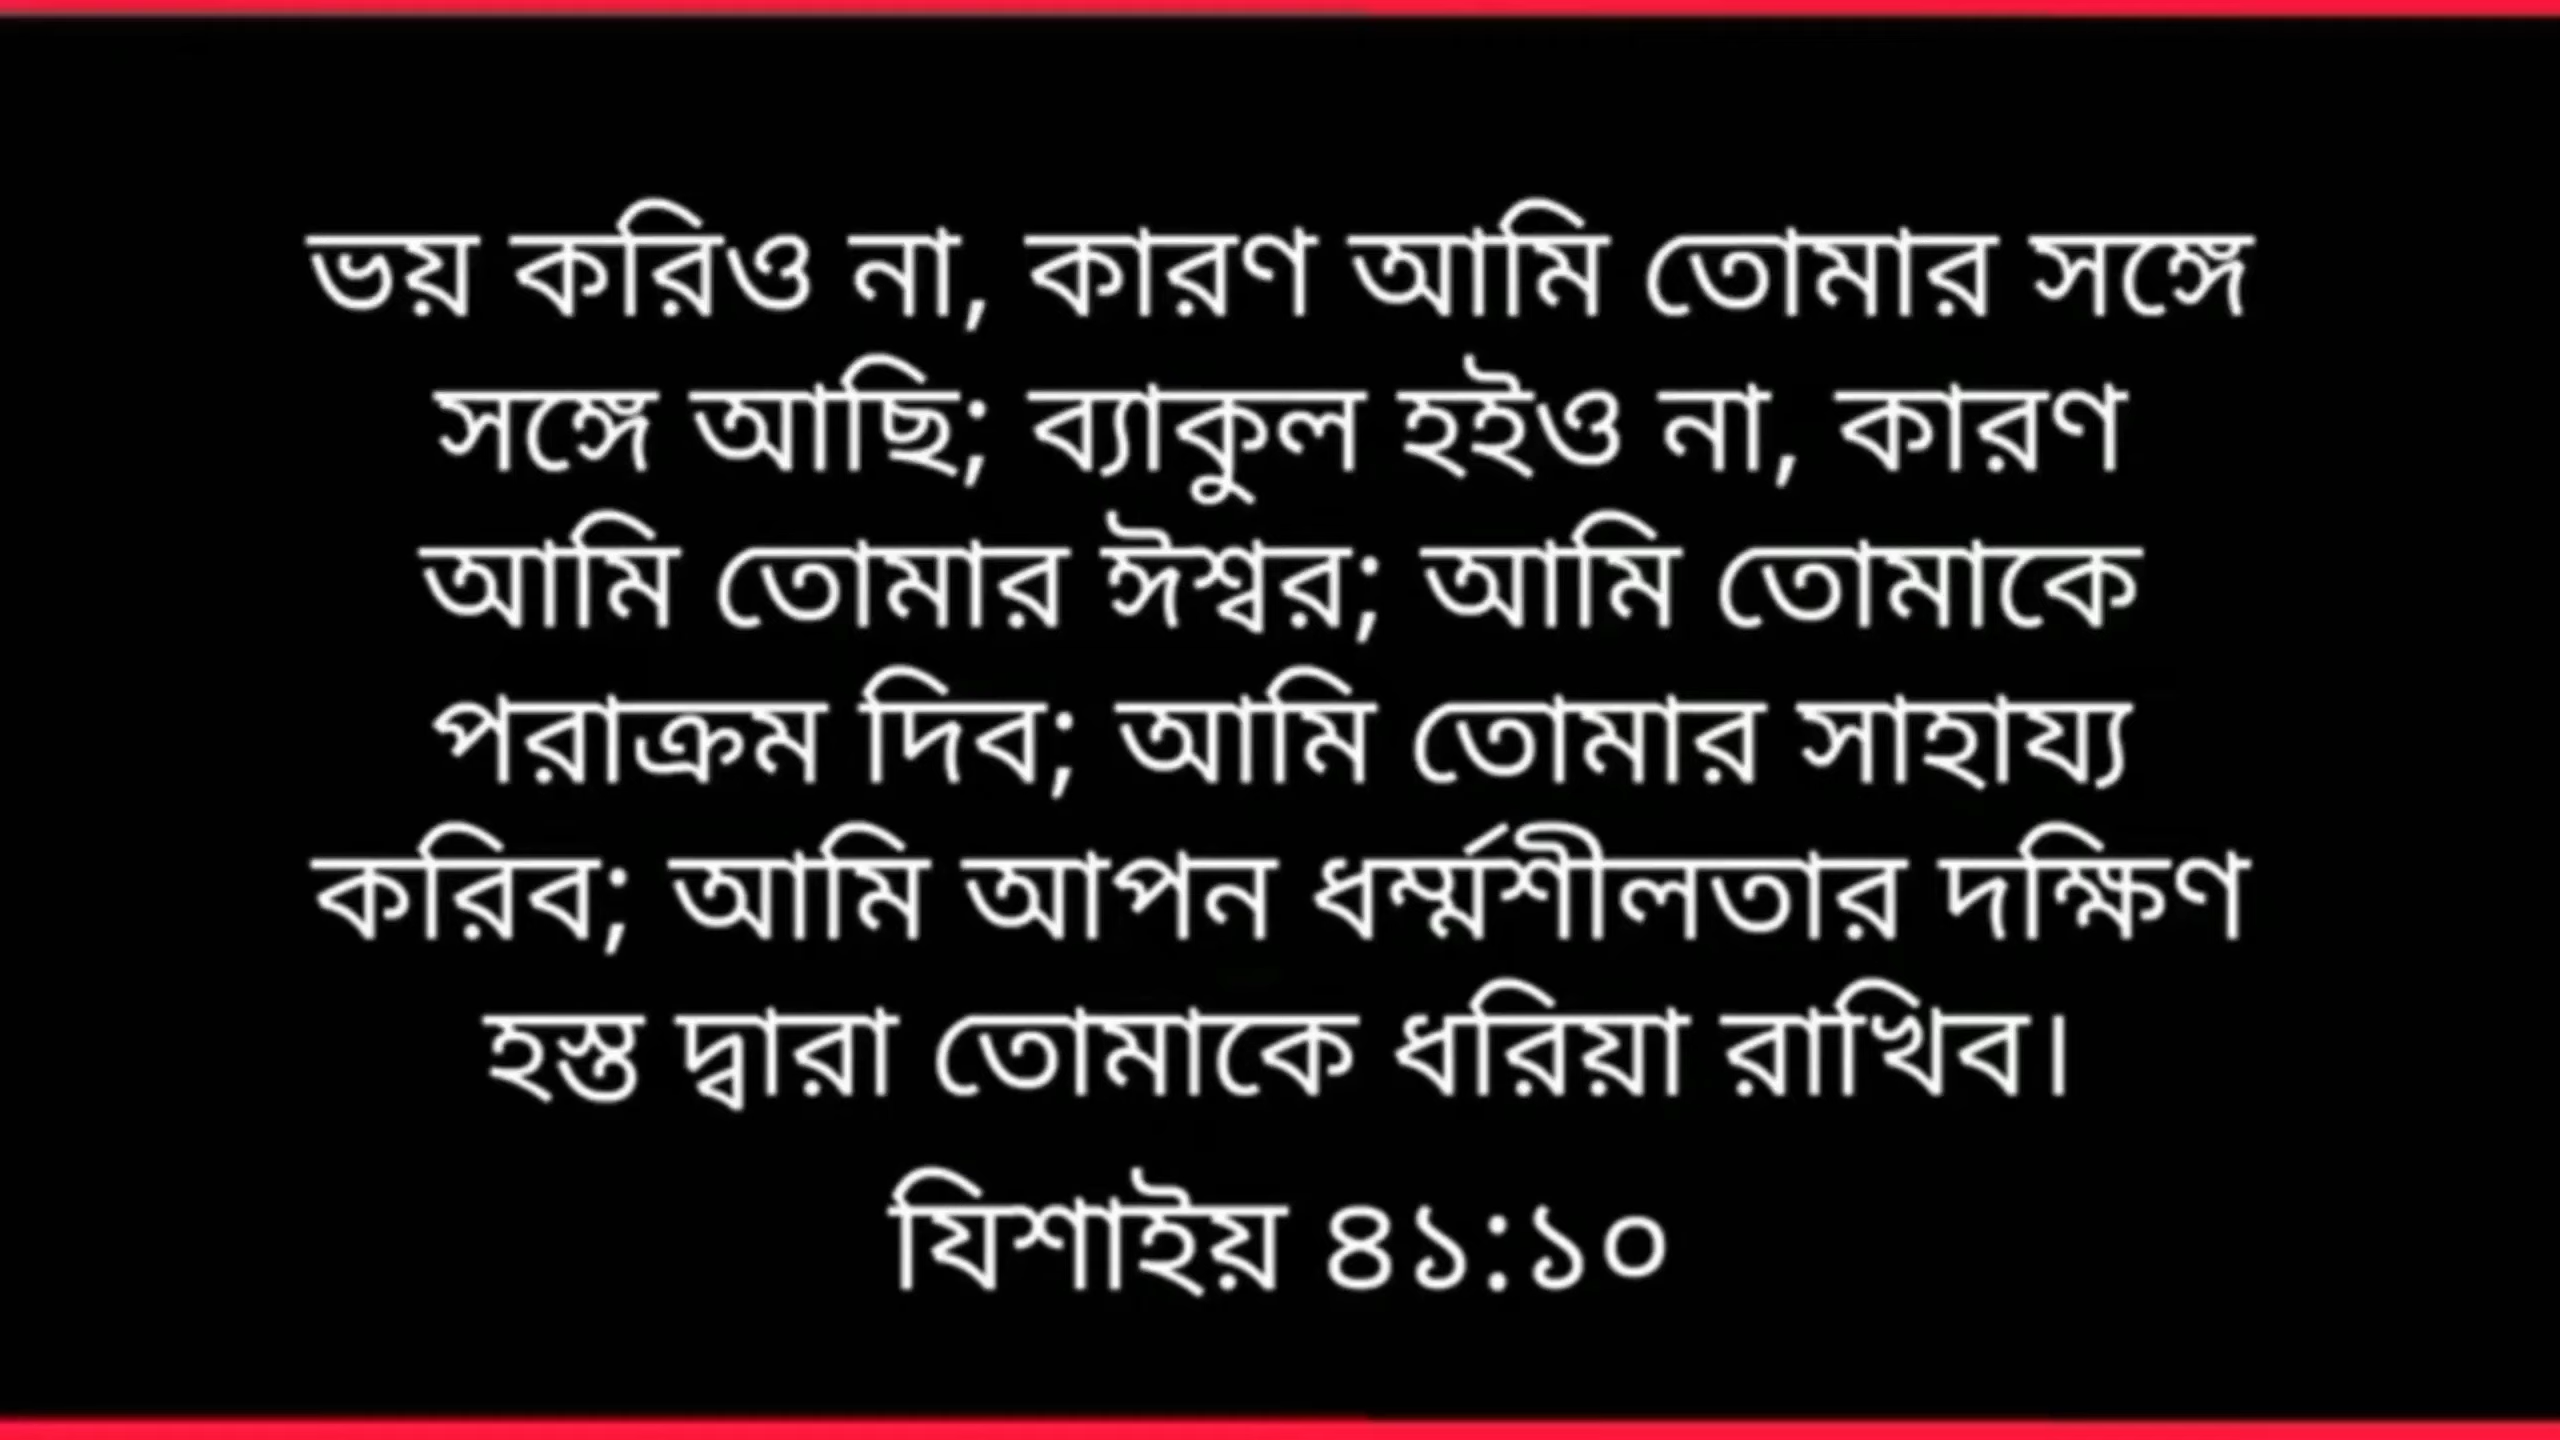 ভয় করিও না, কারণ আমি তোমার সঙ্গে
সঙ্গে আছি; ব্যাকুল হইও না, কারণ
আমি তোমার ঈশ্বর; আমি তোমাকে
পরাক্রম দিব; আমি তোমার সাহায্য
করিব; আমি আপন ধর্ম্মশীলতার দক্ষিণ
হস্ত দ্বারা তোমাকে ধরিয়া রাখিব।
যিশাইয় ৪১:১০